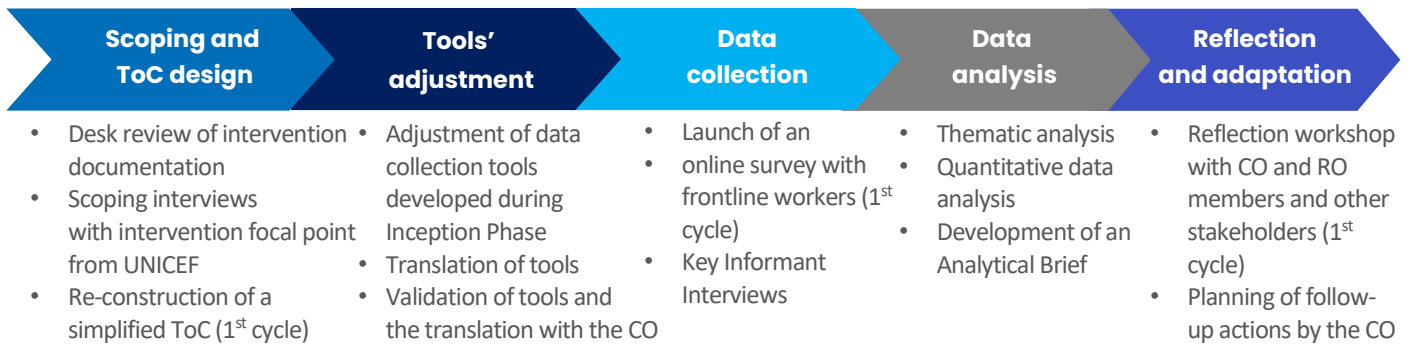 Scoping and
ToC design
Tools’
adjustment
Data
collection
Data
analysis
Reflection
and adaptation
• Desk review of intervention
documentation
• Scoping interviews
with intervention focal point
from UNICEF
• Re-construction of a
simplified ToC (1st cycle)
• Adjustment of data
collection tools
developed during
Inception Phase
• Translation of tools
• Validation of tools and
the translation with the CO
• Launch of an
• online survey with
frontline workers (1st
cycle)
• Key Informant
Interviews
• Thematic analysis
• Quantitative data
analysis
• Development of an
Analytical Brief
• Reflection workshop
with CO and RO
members and other
stakeholders (1st
cycle)
• Planning of follow-
up actions by the CO